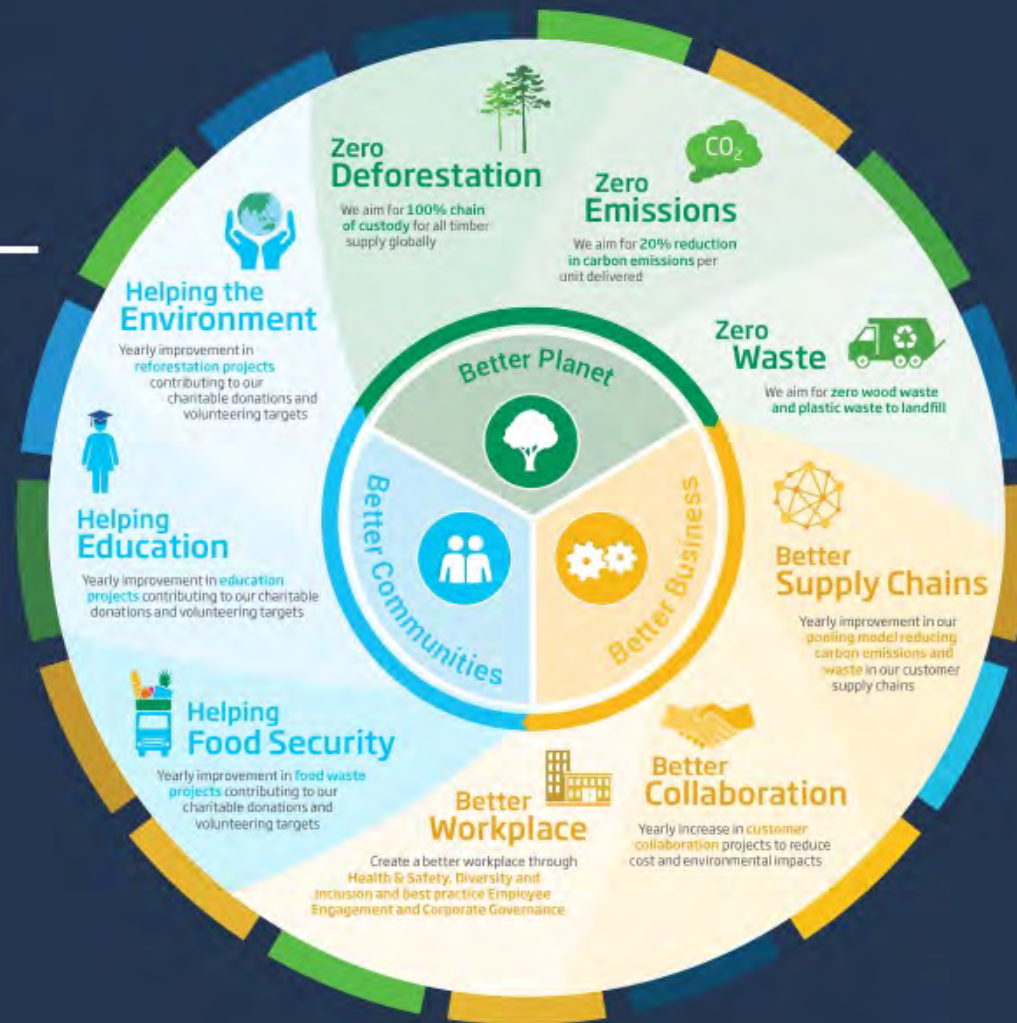 Zero
Deforestation
We aim for 100% chain
of custody for all timber
supply globally
CO₂
Zero
Emissions
We aim for 20% reduction
in carbon emissions per
unit delivered
Zero
Waste
We aim for zero wood waste
and plastic waste to landfill
Better
Supply Chains
Yearly improvement in our
pooling model reducing
carbon emissions and
waste in our customer
supply chains
Better
Collaboration
Yearly increase in customer
collaboration projects to reduce
cost and environmental impacts
Better
Workplace
Create a better workplace through
Health & Safety, Diversity and
Inclusion and best practice Employee
Engagement and Corporate Governance
Helping
Food Security
Yearly improvement in food waste
projects contributing to our
charitable donations and
volunteering targets
Helping
Education
Yearly improvement in education
projects contributing to our charitable
donations and volunteering targets
Helping the
Environment
Yearly improvement in
reforestation projects
contributing to our
charitable donations and
volunteering targets
Better Planet
Better Business
Better Communities